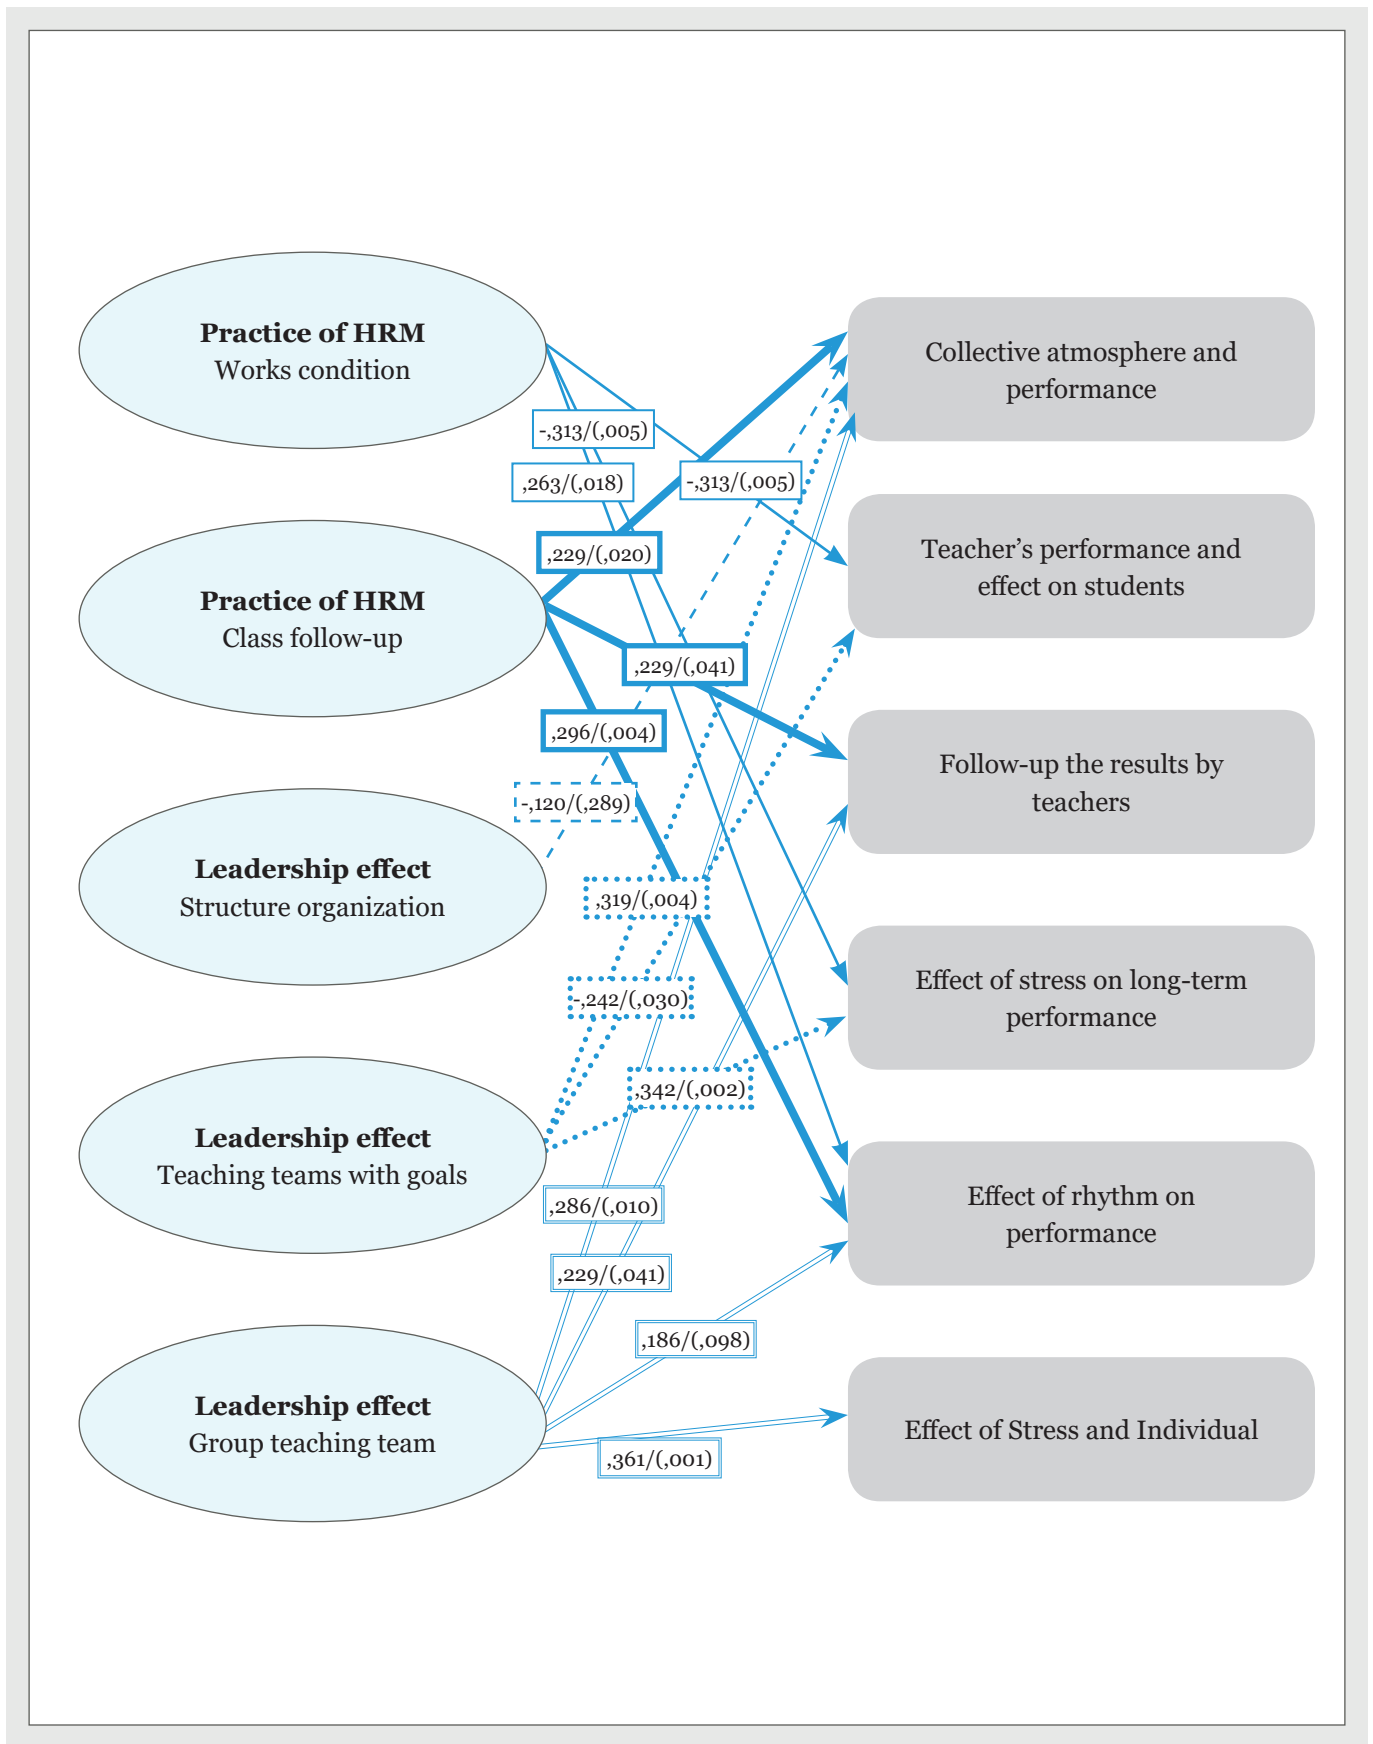 Practice of HRM
Works condition
Practice of HRM
Class follow-up
Leadership effect
Structure organization
Leadership effect
Teaching teams with goals
Leadership effect
Group teaching team
-,313/(,005)
,263/(,018)
-,313/(,005)
,229/(,020)
,229/(,041)
,296/(,004)
-,120/(,289)
,319/(,004)
-,242/(,030)
,342/(,002)
,286/(,010)
,229/(,041)
,186/(,098)
,361/(,001)
Collective atmosphere and
performance
Teacher’s performance and
effect on students
Follow-up the results by
teachers
Effect of stress on long-term
performance
Effect of rhythm on
performance
Effect of Stress and Individual